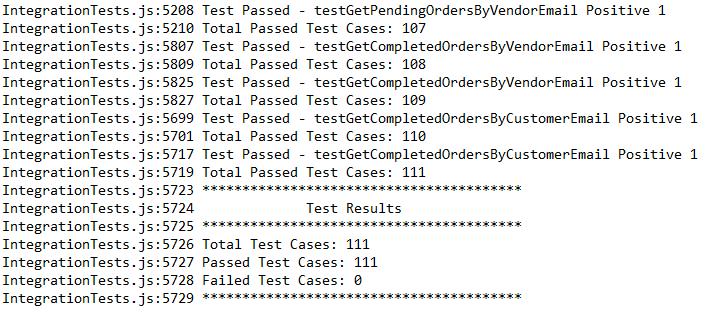 IntegrationTests.js:5208 Test Passed - testGetPendingOrdersByVendorEmail Positive 1
IntegrationTests.js:5210 Total Passed Test Cases: 107
IntegrationTests.js:5807 Test Passed - testGetCompletedOrdersByVendorEmail Positive 1
IntegrationTests.js:5809 Total Passed Test Cases: 108
IntegrationTests.js:5825 Test Passed - testGetCompletedOrdersByVendorEmail Positive 1
IntegrationTests.js:5827 Total Passed Test Cases: 109
IntegrationTests.js:5699 Test Passed - testGetCompletedOrdersByCustomerEmail Positive 1
IntegrationTests.js:5701 Total Passed Test Cases: 110
IntegrationTests.js:5717 Test Passed - testGetCompletedOrdersByCustomerEmail Positive 1
IntegrationTests.js:5719 Total Passed Test Cases: 111
IntegrationTests.js:5723 ****************************************
IntegrationTests.js:5724              Test Results
IntegrationTests.js:5725 ****************************************
IntegrationTests.js:5726 Total Test Cases: 111
IntegrationTests.js:5727 Passed Test Cases: 111
IntegrationTests.js:5728 Failed Test Cases: 0
IntegrationTests.js:5729 ****************************************